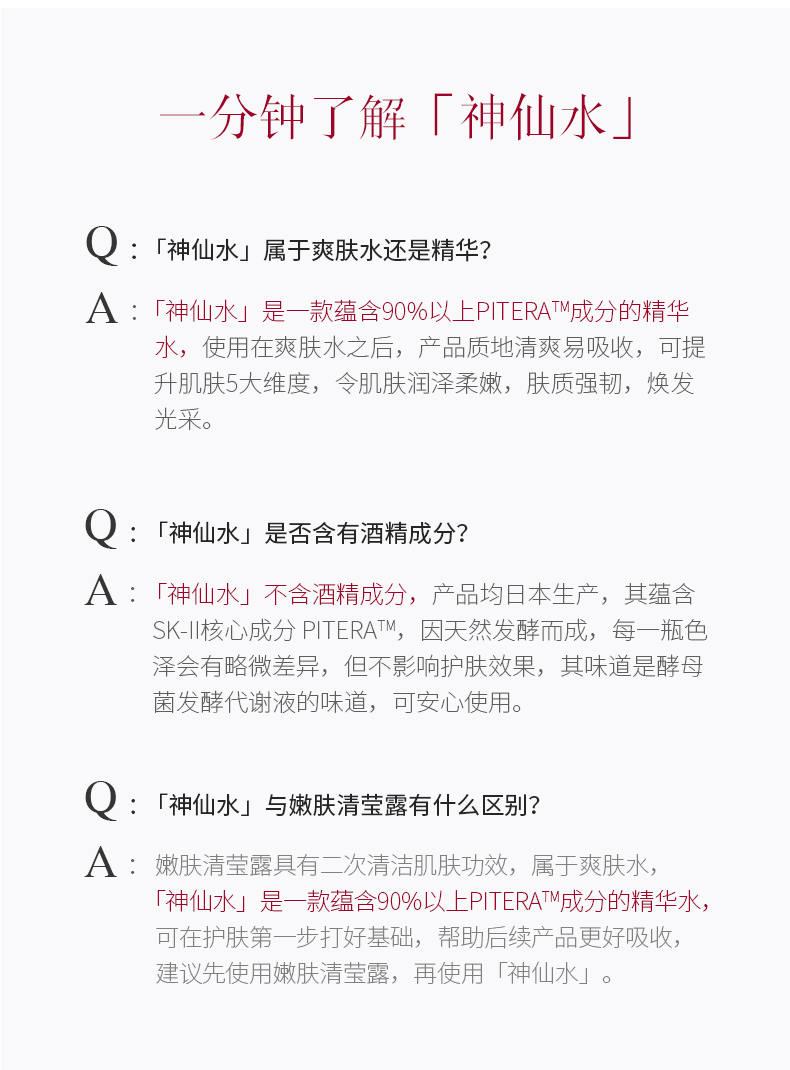 一分钟了解「神仙水」
Q：「神仙水」属于爽肤水还是精华？
A：「神仙水」是一款蕴含90%以上PITERA™成分的精华
水，使用在爽肤水之后，产品质地清爽易吸收，可提
升肌肤5大维度，令肌肤润泽柔嫩，肤质强韧，焕发
光采。
Q：「神仙水」是否含有酒精成分？
A：「神仙水」不含酒精成分，产品均日本生产，其蕴含
SK-II核心成分 PITERA™，因天然发酵而成，每一瓶色
泽会有略微差异，但不影响护肤效果，其味道是酵母
菌发酵代谢液的味道，可安心使用。
Q：「神仙水」与嫩肤清莹露有什么区别？
A：嫩肤清莹露具有二次清洁肌肤功效，属于爽肤水，
「神仙水」是一款蕴含90%以上PITERA™成分的精华水，
可在护肤第一步打好基础，帮助后续产品更好吸收，
建议先使用嫩肤清莹露，再使用「神仙水」。